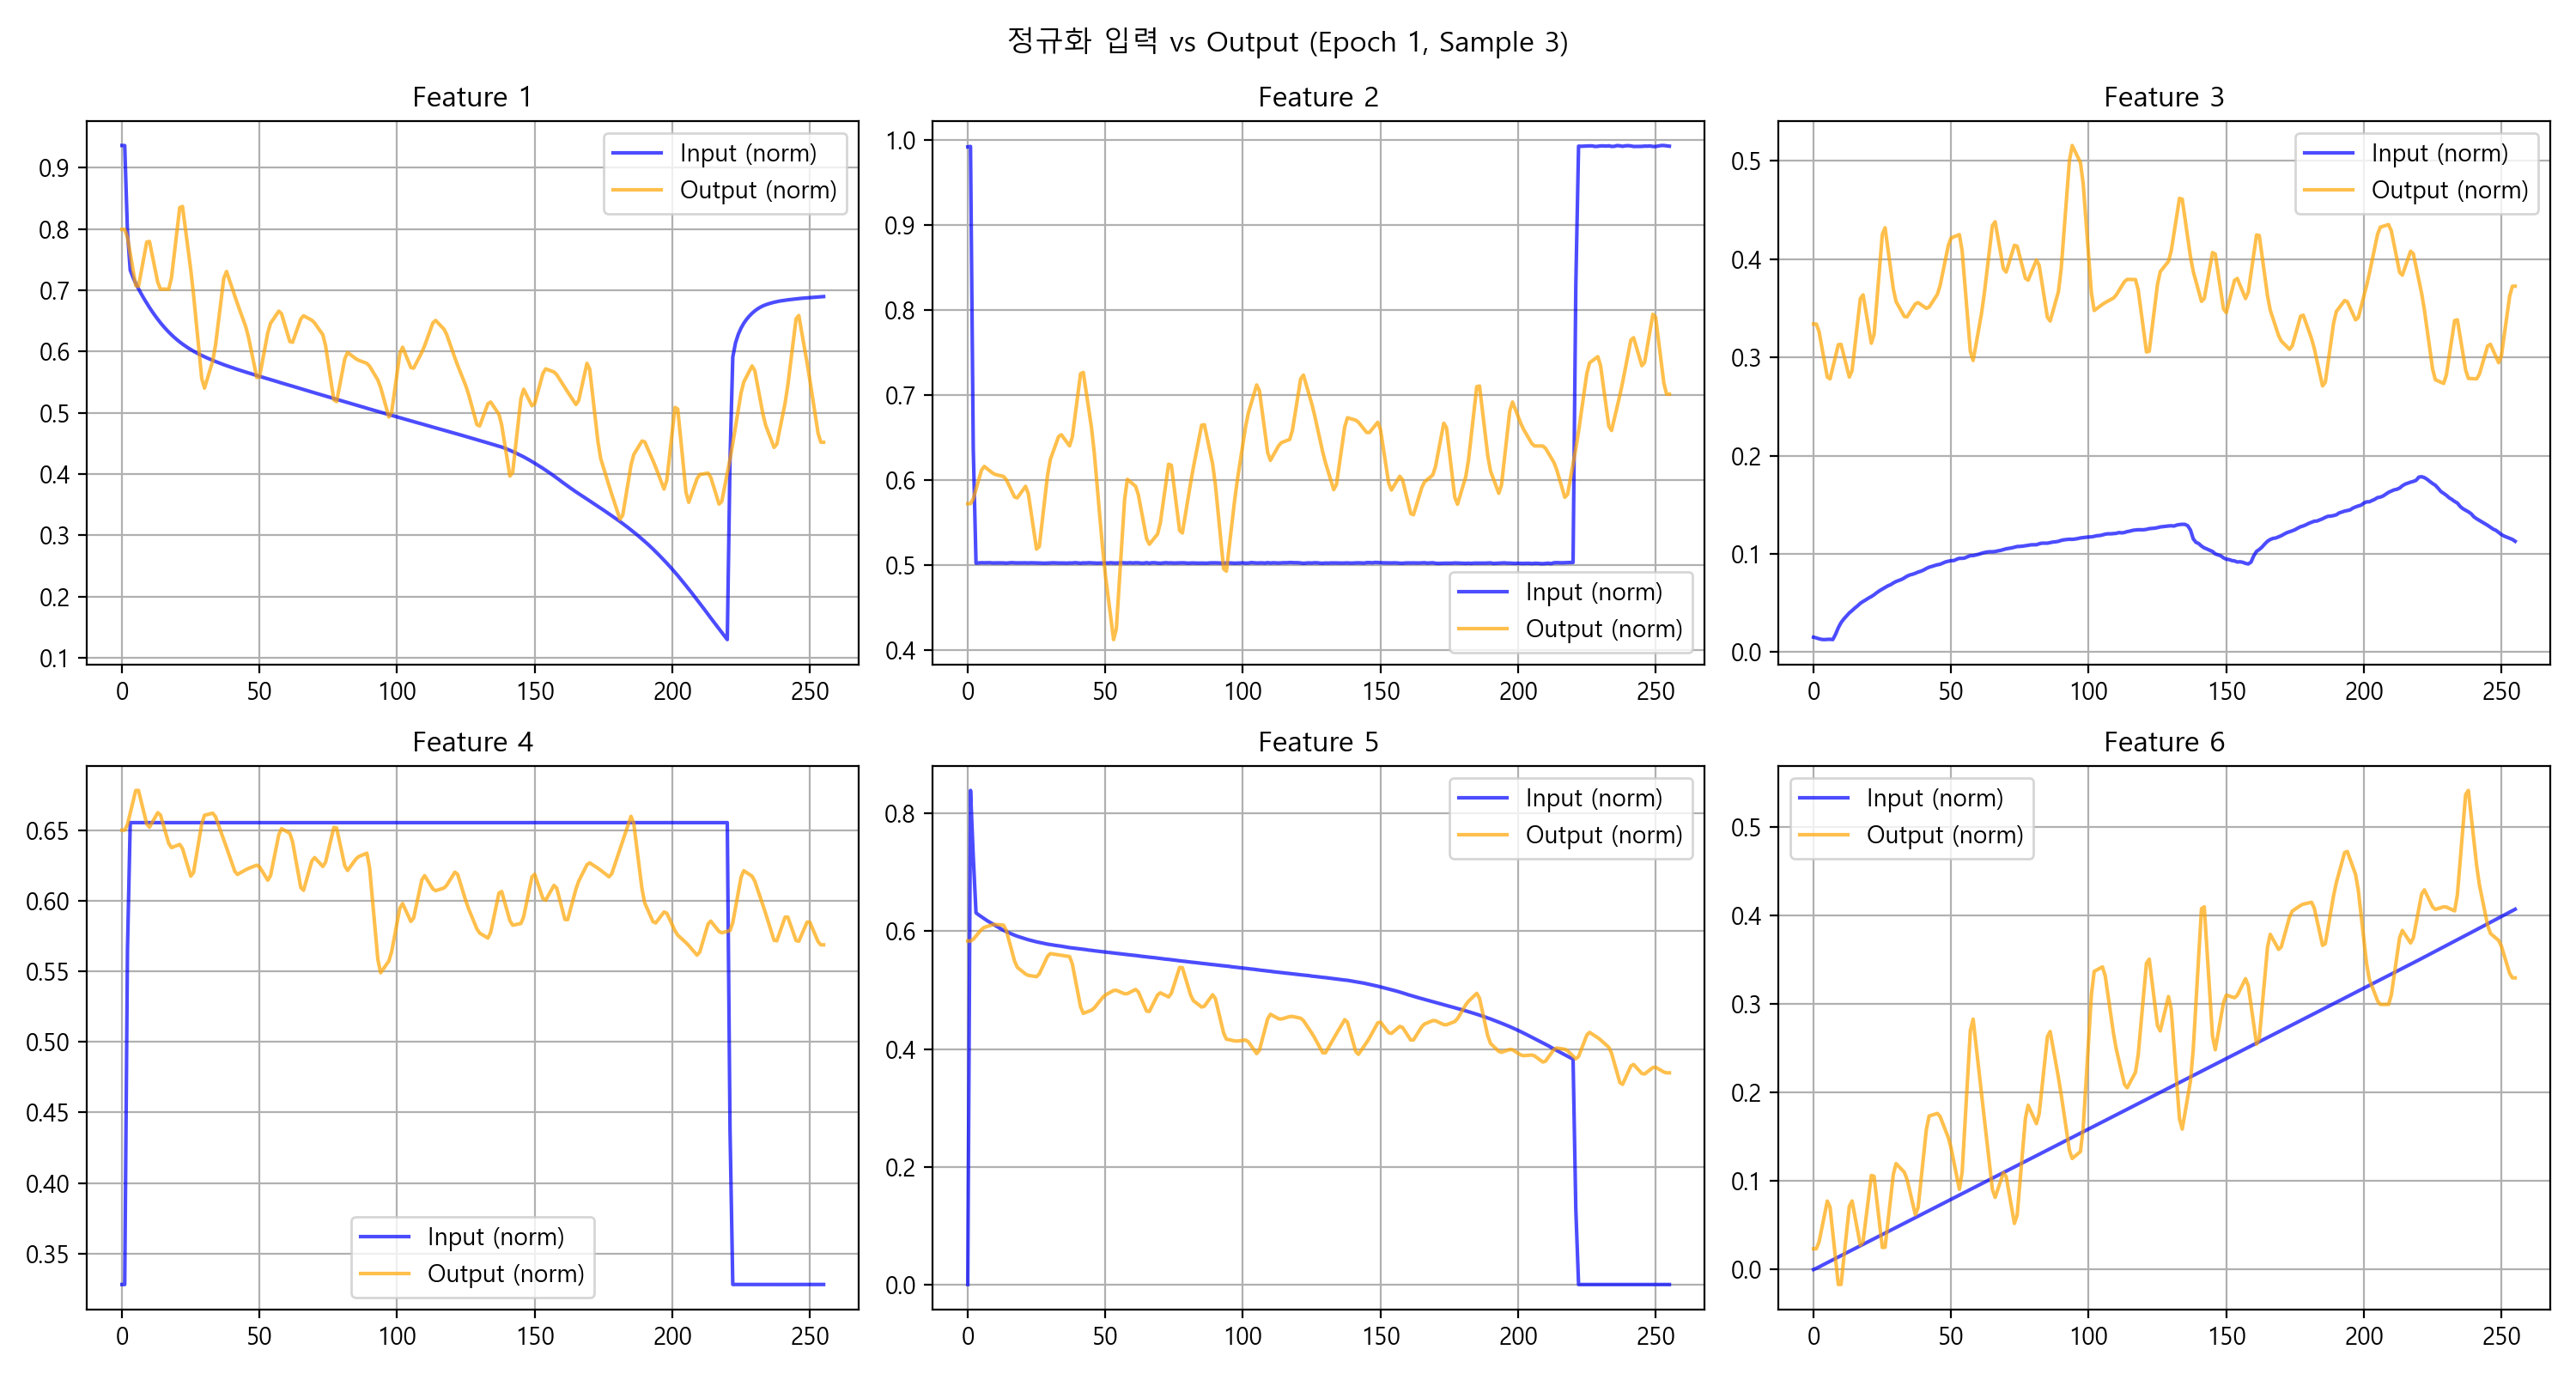 정규화 입력 vs Output (Epoch 1, Sample 3)
Feature 1
Input (norm)
Output (norm)
0.9
0.8
0.7
0.6
0.5
0.4
0.3
0.2
0.1
0 50 100 150 200 250
Feature 2
1.0
0.9
0.8
0.7
0.6
0.5
0.4
Input (norm)
Output (norm)
0 50 100 150 200 250
Feature 3
Input (norm)
Output (norm)
0.5
0.4
0.3
0.2
0.1
0.0
0 50 100 150 200 250
Feature 4
0.65
0.60
0.55
0.50
0.45
0.40
0.35
Input (norm)
Output (norm)
0 50 100 150 200 250
Feature 5
Input (norm)
Output (norm)
0.8
0.6
0.4
0.2
0.0
0 50 100 150 200 250
Feature 6
Input (norm)
Output (norm)
0.5
0.4
0.3
0.2
0.1
0.0
0 50 100 150 200 250